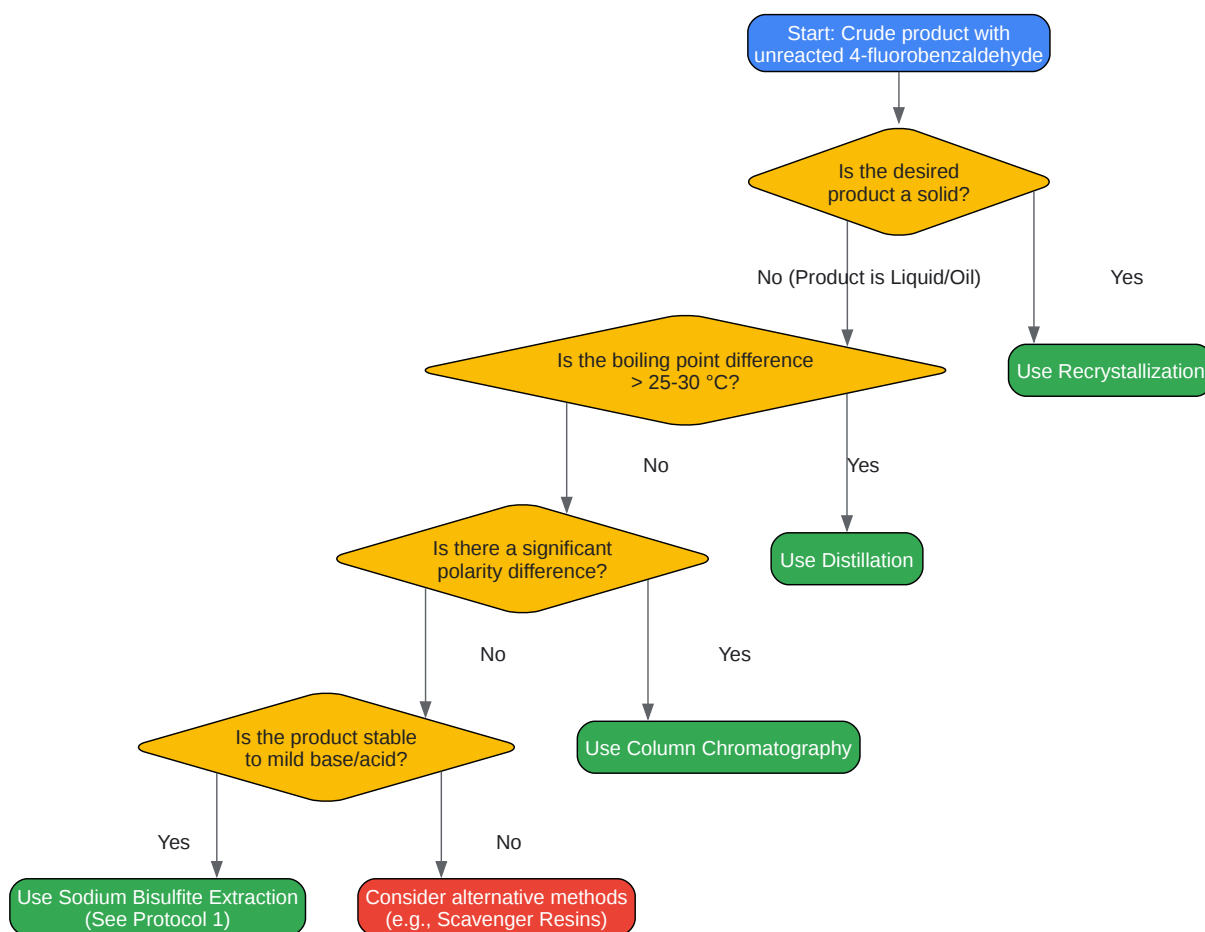 Start: Crude product with
unreacted 4-fluorobenzaldehyde
Is the desired
product a solid?
No (Product is Liquid/Oil)
Yes
Is the boiling point difference
> 25-30 °C?
Use Recrystallization
No
Yes
Is there a significant
polarity difference?
Use Distillation
No
Yes
Is the product stable
to mild base/acid?
Use Column Chromatography
Yes
No
Use Sodium Bisulfite Extraction
(See Protocol 1)
Consider alternative methods
(e.g., Scavenger Resins)